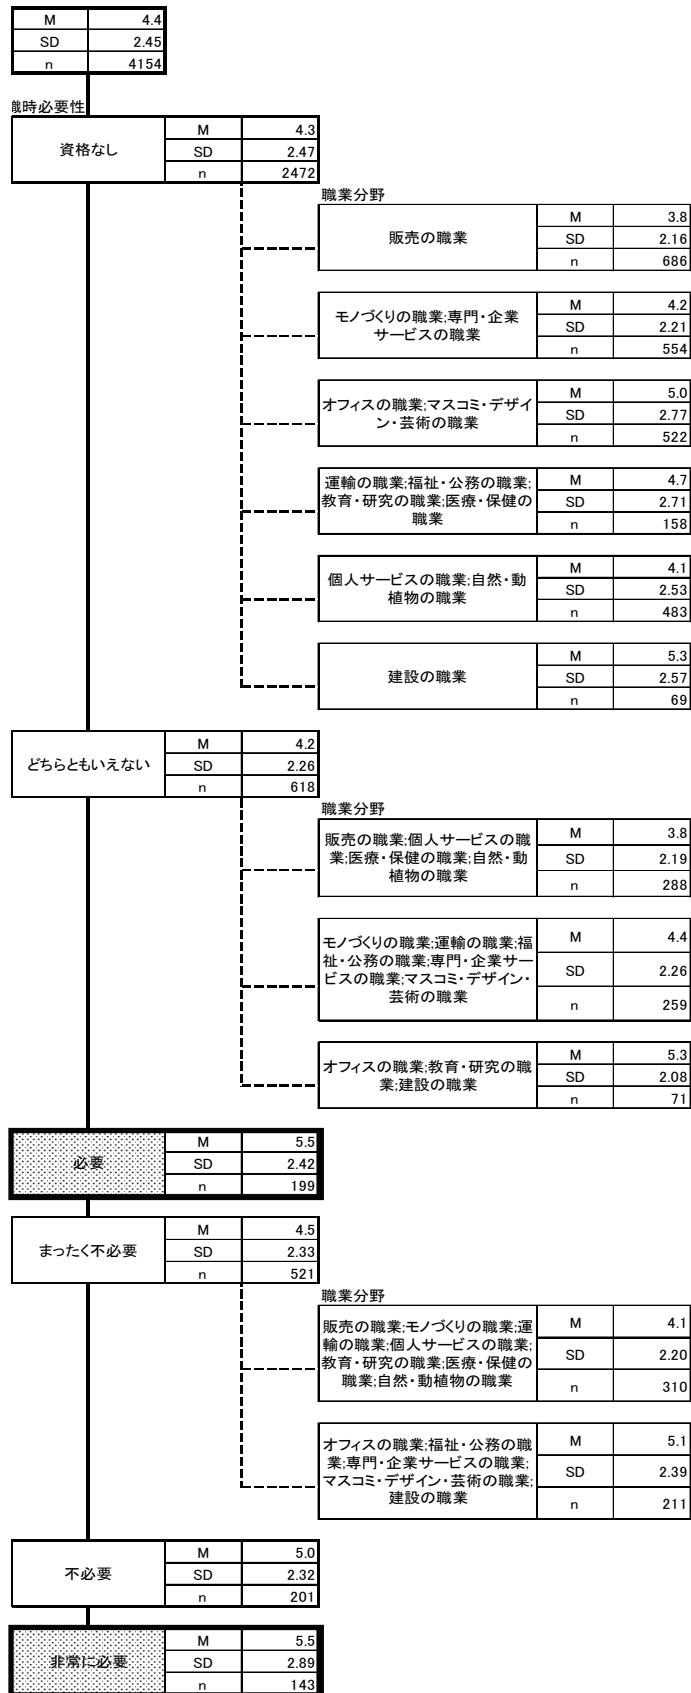 M 4.4
SD 2.45
n 4154
職時必要性
資格なし
M 4.3
SD 2.47
n 2472
職業分野
販売の職業
M 3.8
SD 2.16
n 686
モノづくりの職業;専門・企業
サービスの職業
M 4.2
SD 2.21
n 554
オフィスの職業;マスコミ・デザイ
ン・芸術の職業
M 5.0
SD 2.77
n 522
運輸の職業;福祉・公務の職業;
教育・研究の職業;医療・保健の
職業
M 4.7
SD 2.71
n 158
個人サービスの職業;自然・動
植物の職業
M 4.1
SD 2.53
n 483
建設の職業
M 5.3
SD 2.57
n 69
どちらともいえない
M 4.2
SD 2.26
n 618
職業分野
販売の職業;個人サービスの職
業;医療・保健の職業;自然・動
植物の職業
M 3.8
SD 2.19
n 288
モノづくりの職業;運輸の職業;福
祉・公務の職業;専門・企業サー
ビスの職業;マスコミ・デザイン・
芸術の職業
M 4.4
SD 2.26
n 259
オフィスの職業;教育・研究の職
業;建設の職業
M 5.3
SD 2.08
n 71
必要
M 5.5
SD 2.42
n 199
まったく不必要
M 4.5
SD 2.33
n 521
職業分野
販売の職業;モノづくりの職業;運
輸の職業;個人サービスの職業;
教育・研究の職業;医療・保健の
職業;自然・動植物の職業
M 4.1
SD 2.20
n 310
オフィスの職業;福祉・公務の職
業;専門・企業サービスの職業;
マスコミ・デザイン・芸術の職業;
建設の職業
M 5.1
SD 2.39
n 211
不必要
M 5.0
SD 2.32
n 201
非常に必要
M 5.5
SD 2.89
n 143